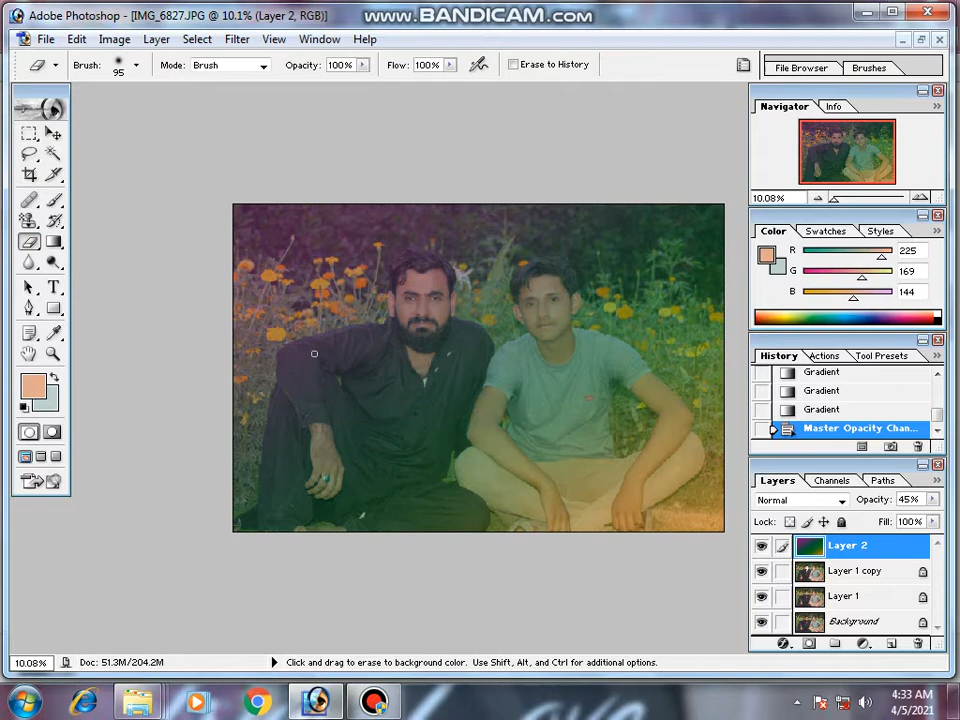 Adobe Photoshop - [IMG_6827.JPG @ 10.1% (Layer 2, RGB)]
www.BANDICAM.com
File Edit Image Layer Select Filter View Window Help
Brush: 95 Mode: Brush Opacity: 100% Flow: 100% Erase to History
File Browser Brushes
Navigator Info
10.08%
Color Swatches Styles
R 225
G 169
B 144
History Actions Tool Presets
Gradient
Gradient
Gradient
Master Opacity Chan...
Layers Channels Paths
Normal Opacity: 45%
Lock: Fill: 100%
Layer 2
Layer 1 copy
Layer 1
Background
10.08% Doc: 51.3M/204.2M Click and drag to erase to background color. Use Shift, Alt, and Ctrl for additional options.
4:33 AM
4/5/2021